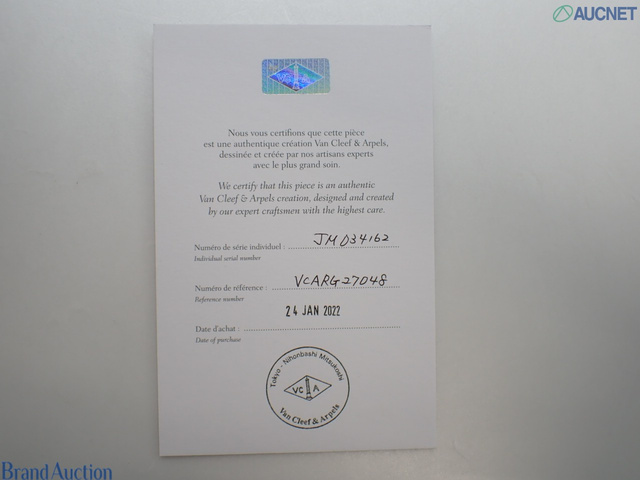 AUCNET
Nous vous certifions que cette pièce
est une authentique création Van Cleef & Arpels,
dessinée et créée par nos artisans experts
avec le plus grand soin.
We certify that this piece is an authentic
Van Cleef & Arpels creation, designed and created
by our expert craftsmen with the highest care.
Numéro de série individuel : JMD34162
Individual serial number
Numéro de référence : VCARG27048
Reference number
24 JAN 2022
Date d'achat :
Date of purchase
Tokyo - Nihonbashi Mitsukoshi
VC A
Van Cleef & Arpels
Brand Auction